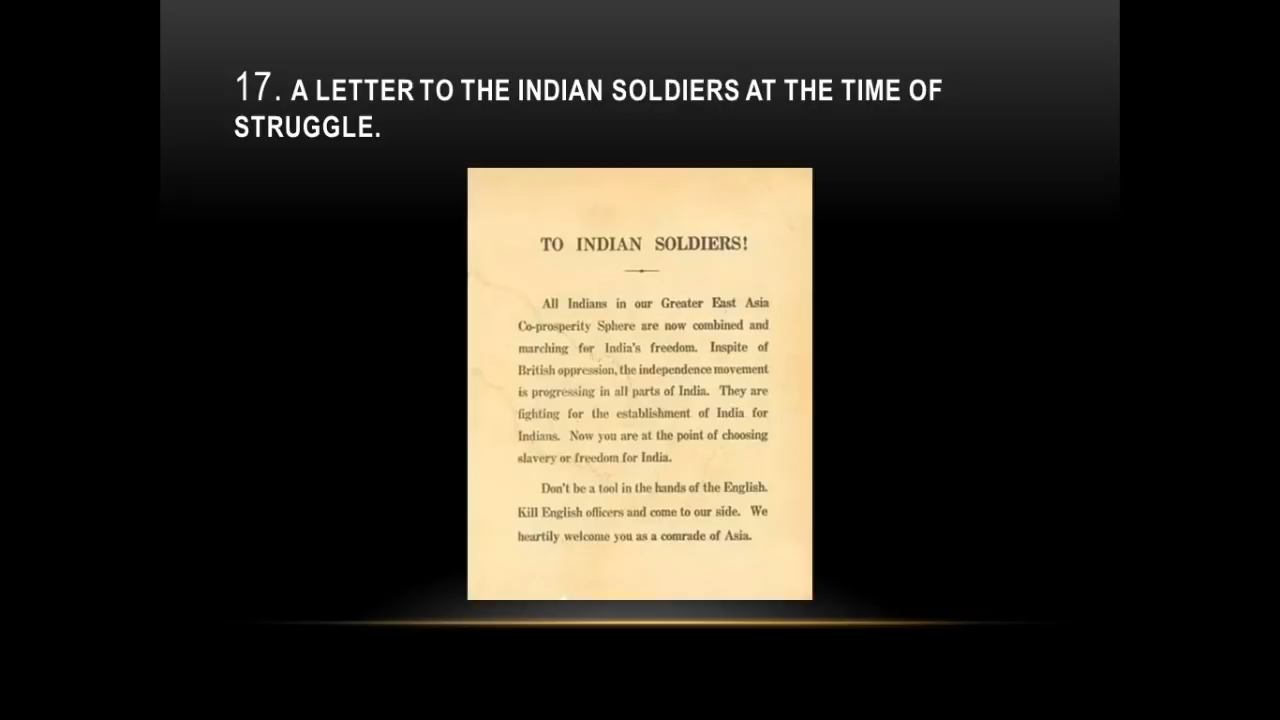 17. A LETTER TO THE INDIAN SOLDIERS AT THE TIME OF
STRUGGLE.
TO INDIAN SOLDIERS!
All Indians in our Greater East Asia
Co-prosperity Sphere are now combined and
marching for India's freedom. Inspite of
British oppression, the independence movement
is progressing in all parts of India. They are
fighting for the establishment of India for
Indians. Now you are at the point of choosing
slavery or freedom for India.
Don't be a tool in the hands of the English.
Kill English officers and come to our side. We
heartily welcome you as a comrade of Asia.